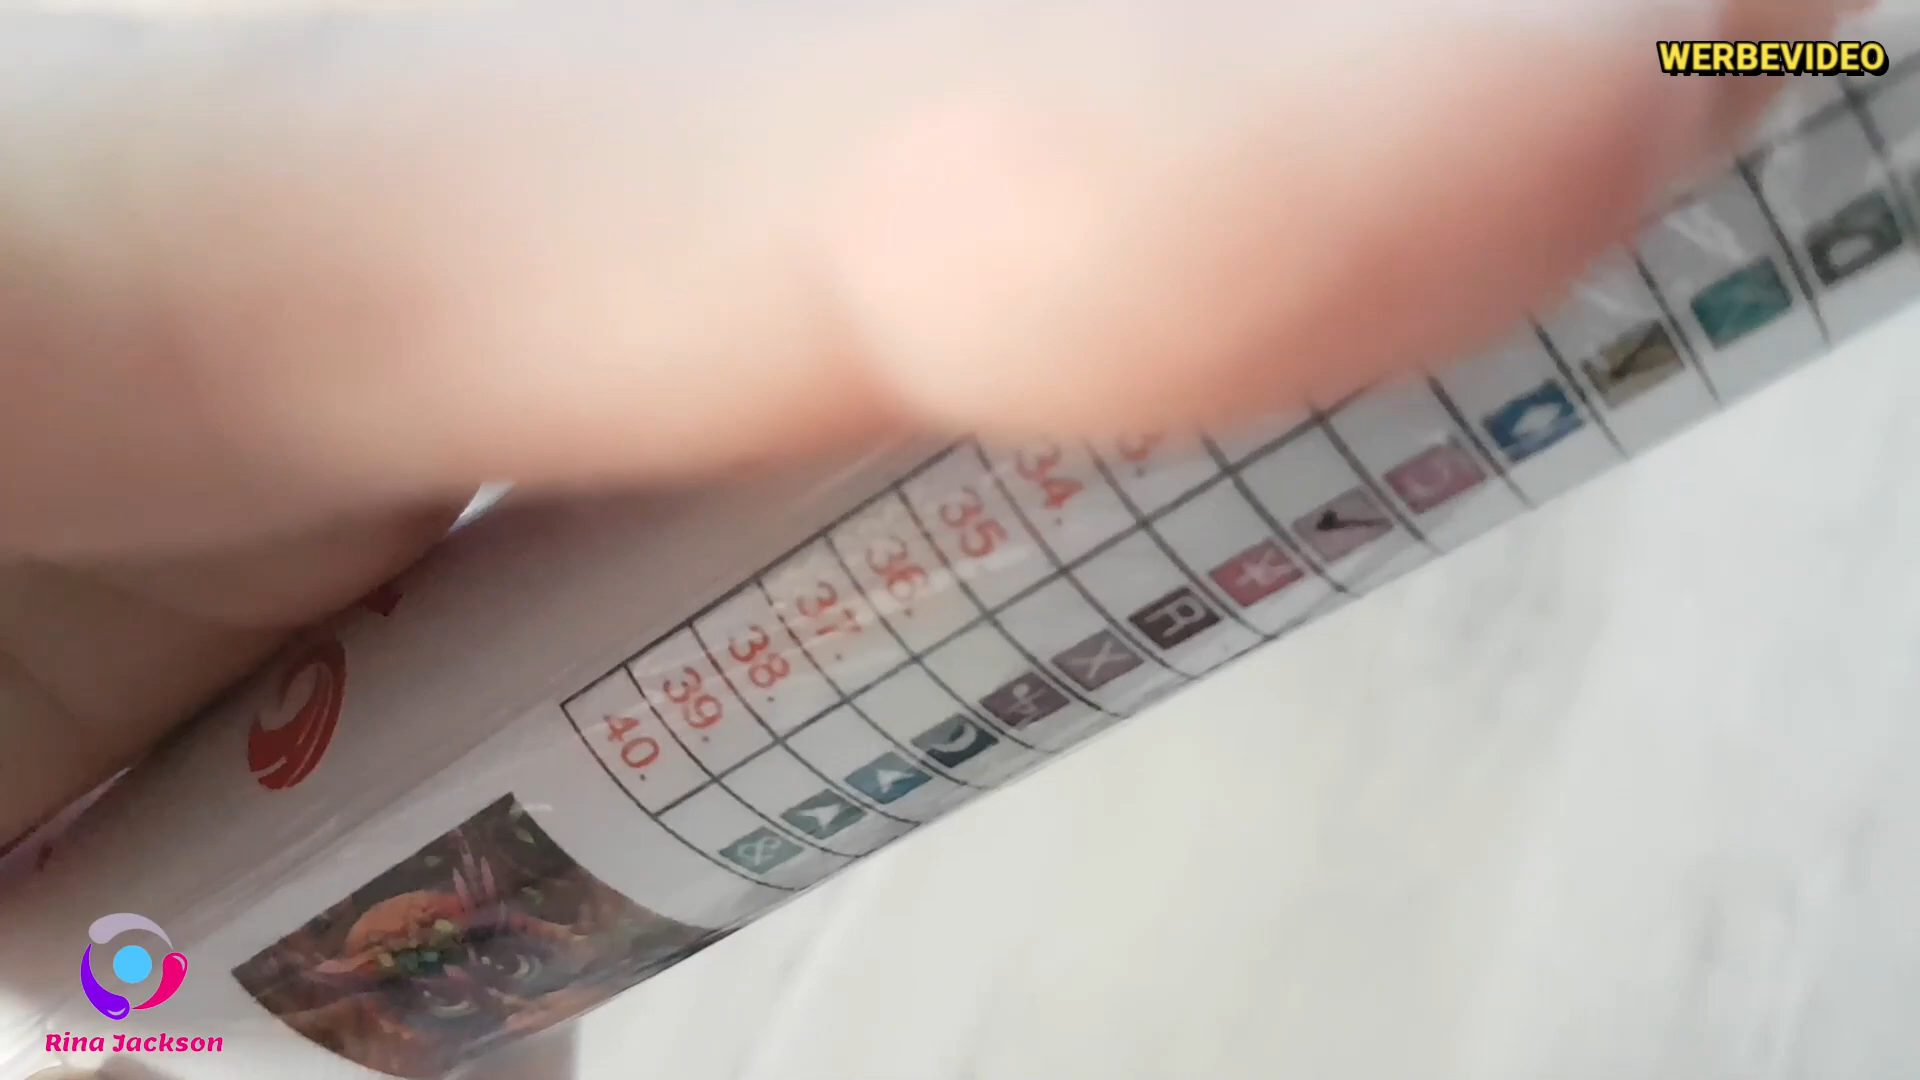 WERBEVIDEO
34.
35
36.
37.
38.
39.
40.
R
X
&
Rina Jackson